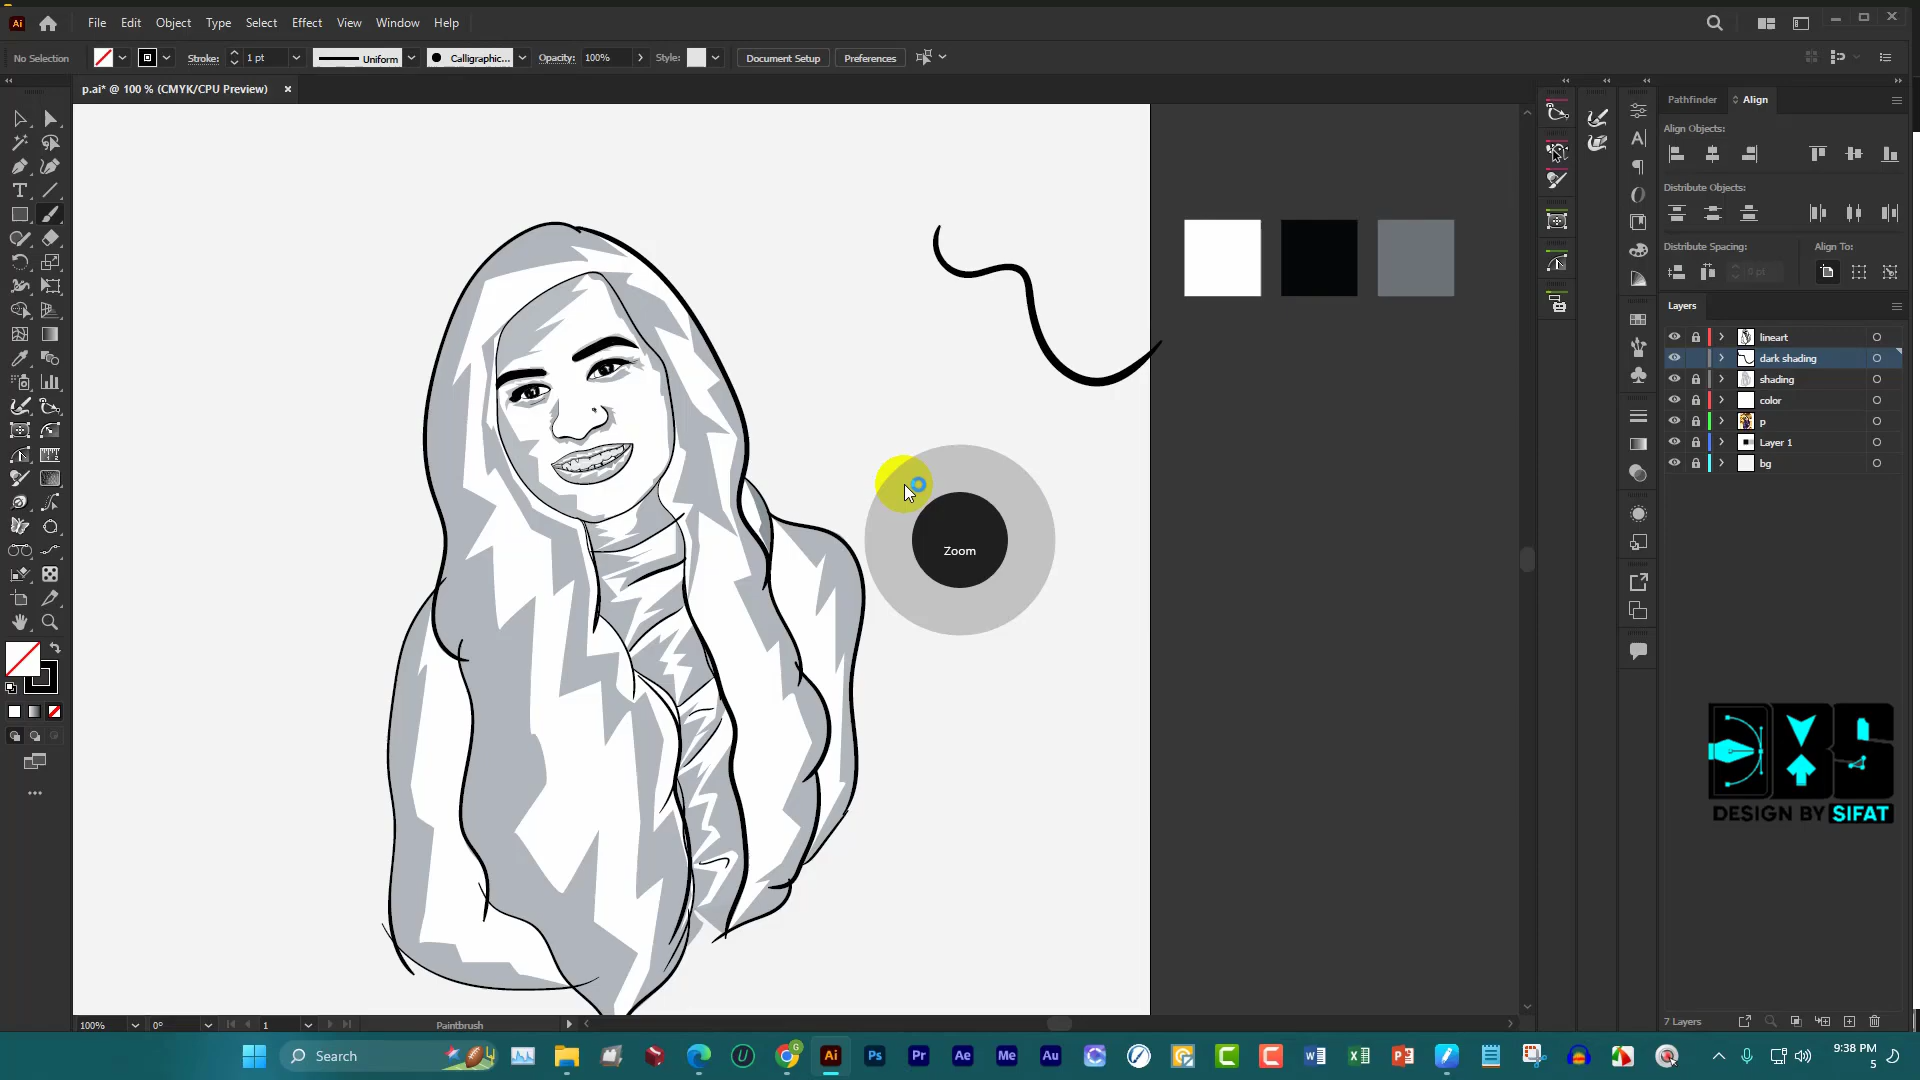 File Edit Object Type Select Effect View Window Help
No Selection Stroke: 1 pt Uniform Calligraphic... Opacity: 100% Style: Document Setup Preferences
p.ai* @ 100 % (CMYK/CPU Preview)
Pathfinder Align
Align Objects:
Distribute Objects:
Distribute Spacing: Align To:
Layers
lineart
dark shading
shading
color
p
Layer 1
bg
Zoom
DESIGN BY SIFAT
100% 0° 1 Paintbrush
7 Layers
Search
9:38 PM
5